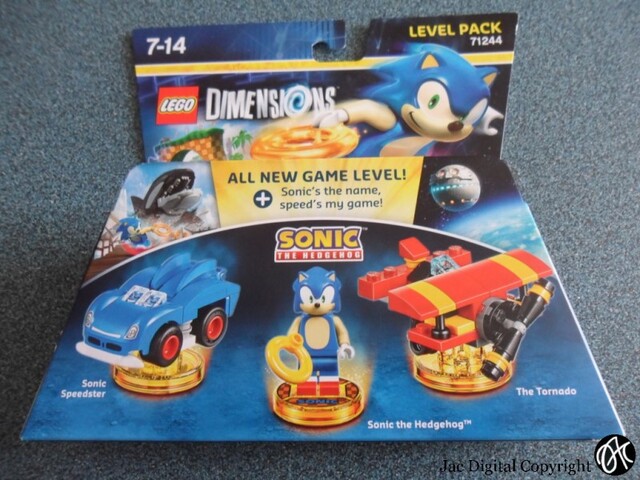 7-14
LEVEL PACK
71244
LEGO DIMENSIONS
ALL NEW GAME LEVEL!
+ Sonic's the name,
speed's my game!
SONIC
THE HEDGEHOG™
Sonic
Speedster
The Tornado
Sonic the Hedgehog™
Jac Digital Copyright